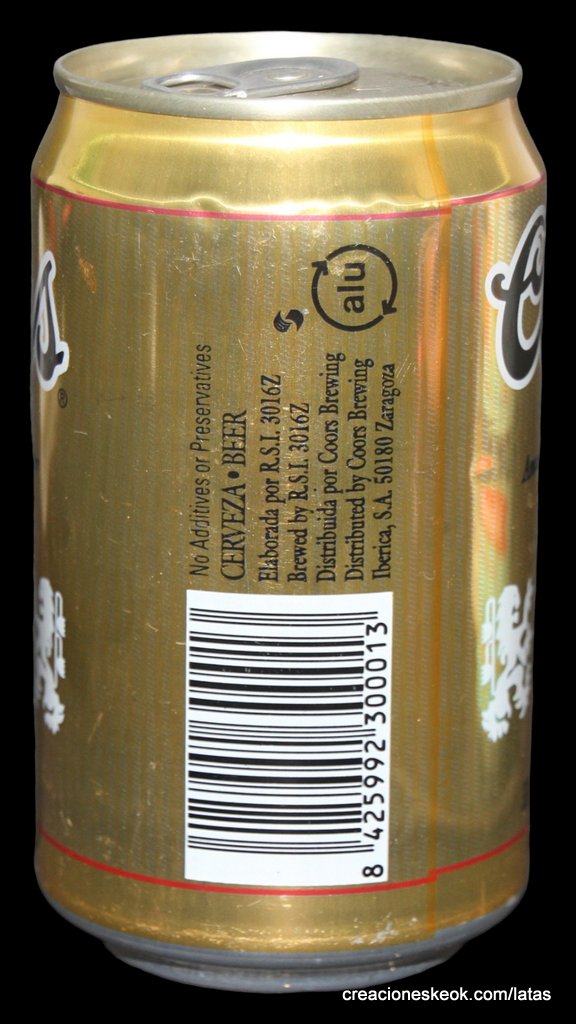 No Additives or Preservatives
CERVEZA • BEER
Elaborada por R.S.I. 3016Z
Brewed by R.S.I. 3016Z
Distribuida por Coors Brewing
Distributed by Coors Brewing
Iberica, S.A. 50180 Zaragoza
alu
8 425992 300013
®
creacioneskeok.com/latas